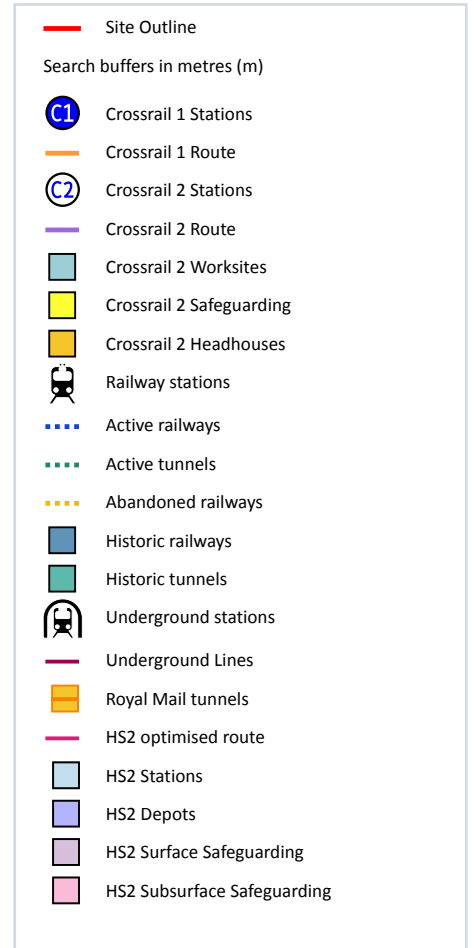 Site Outline
Search buffers in metres (m)
C1 Crossrail 1 Stations
Crossrail 1 Route
C2 Crossrail 2 Stations
Crossrail 2 Route
Crossrail 2 Worksites
Crossrail 2 Safeguarding
Crossrail 2 Headhouses
Railway stations
Active railways
Active tunnels
Abandoned railways
Historic railways
Historic tunnels
Underground stations
Underground Lines
Royal Mail tunnels
HS2 optimised route
HS2 Stations
HS2 Depots
HS2 Surface Safeguarding
HS2 Subsurface Safeguarding